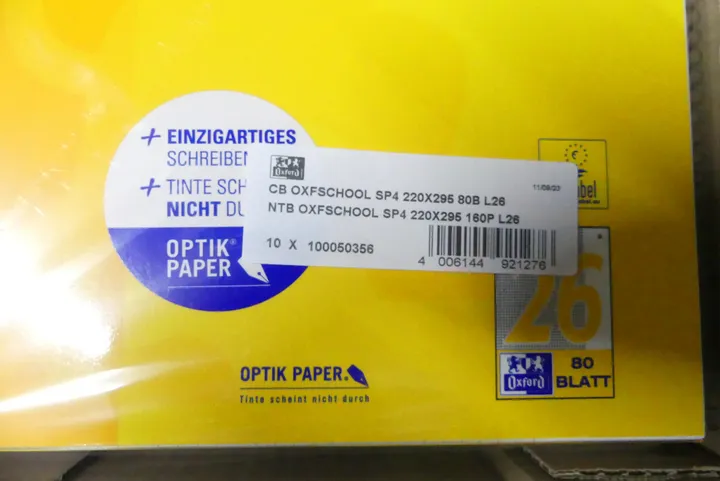 + EINZIGARTIGES
SCHREIBEN
+ TINTE SCH
NICHT DU
OPTIK®
PAPER
Oxford
CB OXFSCHOOL SP4 220X295 80B L26
NTB OXFSCHOOL SP4 220X295 160P L26
10 X 100050356
4 006144 921276
26
Oxford
80
BLATT
OPTIK PAPER.
Tinte scheint nicht durch